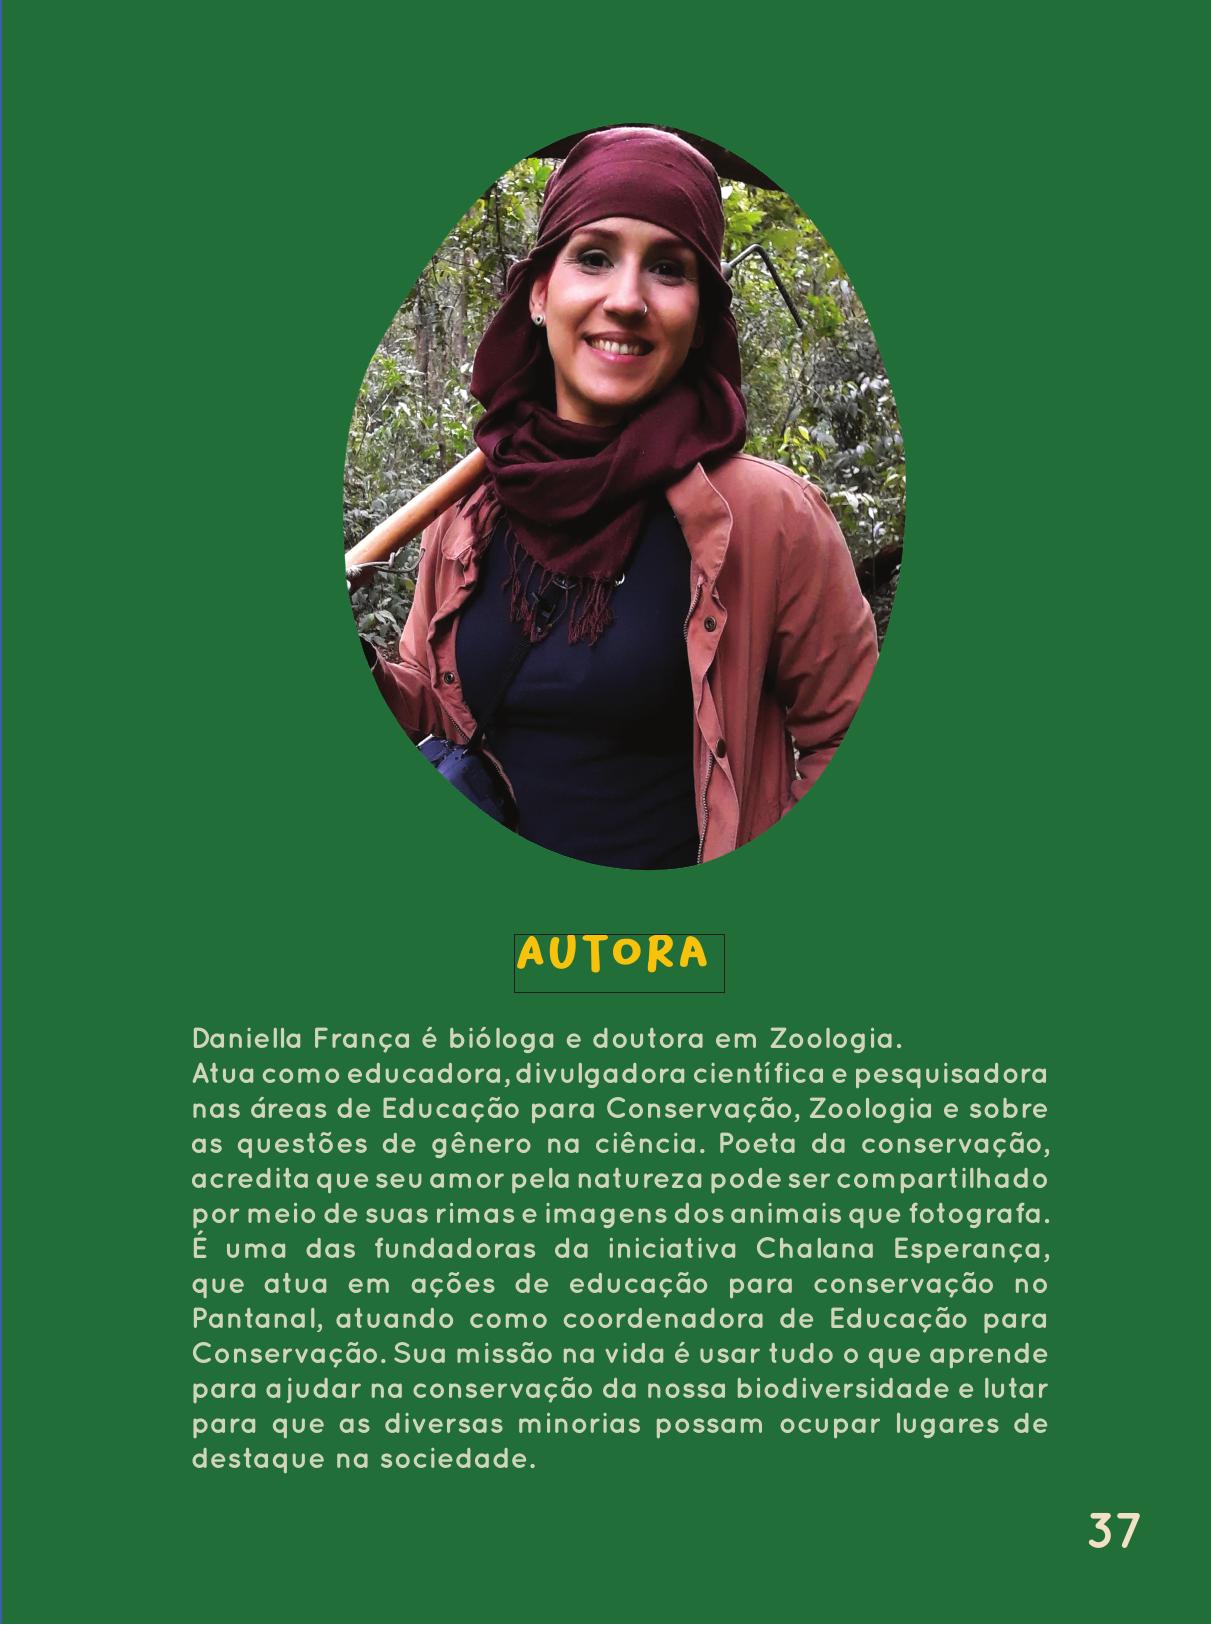 AUTORA
Daniella França é bióloga e doutora em Zoologia.
Atua como educadora, divulgadora científica e pesquisadora
nas áreas de Educação para Conservação, Zoologia e sobre
as questões de gênero na ciência. Poeta da conservação,
acredita que seu amor pela natureza pode ser compartilhado
por meio de suas rimas e imagens dos animais que fotografa.
É uma das fundadoras da iniciativa Chalana Esperança,
que atua em ações de educação para conservação no
Pantanal, atuando como coordenadora de Educação para
Conservação. Sua missão na vida é usar tudo o que aprende
para ajudar na conservação da nossa biodiversidade e lutar
para que as diversas minorias possam ocupar lugares de
destaque na sociedade.
37